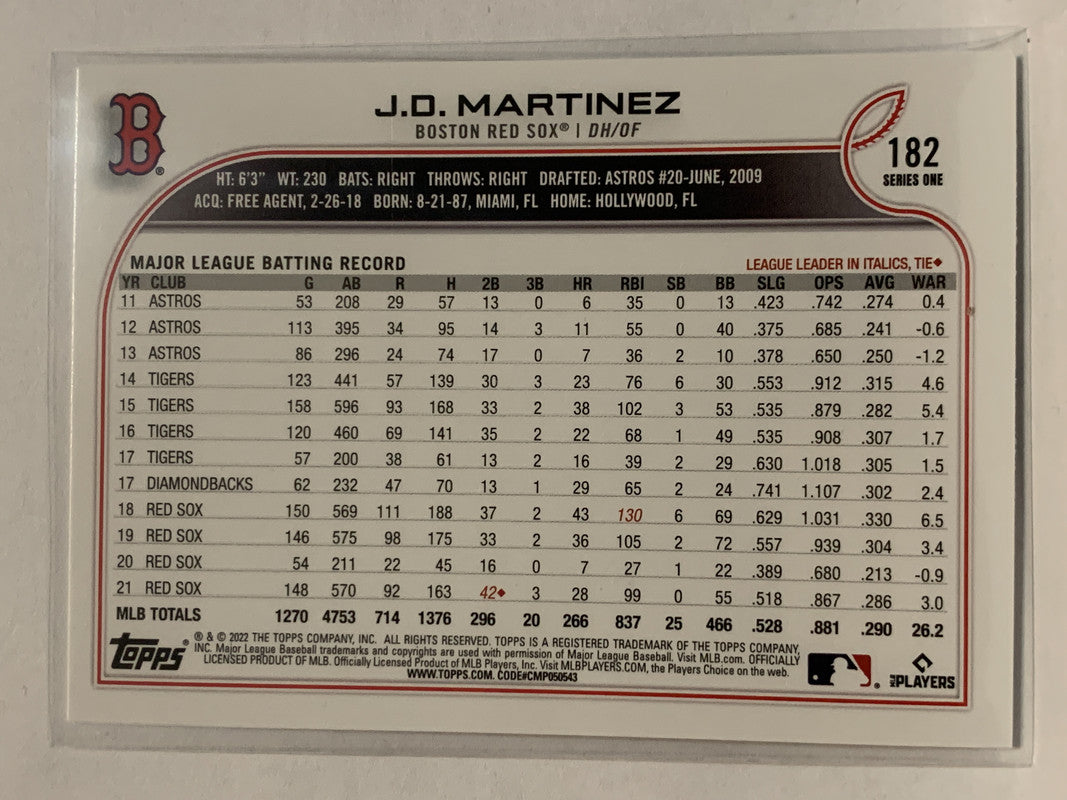 B®
J.D. MARTINEZ
BOSTON RED SOX® | DH/OF
182
SERIES ONE
HT: 6'3" WT: 230 BATS: RIGHT THROWS: RIGHT DRAFTED: ASTROS #20-JUNE, 2009
ACQ: FREE AGENT, 2-26-18 BORN: 8-21-87, MIAMI, FL HOME: HOLLYWOOD, FL
MAJOR LEAGUE BATTING RECORD LEAGUE LEADER IN ITALICS, TIE◆
YR CLUB G AB R H 2B 3B HR RBI SB BB SLG OPS AVG WAR
11 ASTROS 53 208 29 57 13 0 6 35 0 13 .423 .742 .274 0.4
12 ASTROS 113 395 34 95 14 3 11 55 0 40 .375 .685 .241 -0.6
13 ASTROS 86 296 24 74 17 0 7 36 2 10 .378 .650 .250 -1.2
14 TIGERS 123 441 57 139 30 3 23 76 6 30 .553 .912 .315 4.6
15 TIGERS 158 596 93 168 33 2 38 102 3 53 .535 .879 .282 5.4
16 TIGERS 120 460 69 141 35 2 22 68 1 49 .535 .908 .307 1.7
17 TIGERS 57 200 38 61 13 2 16 39 2 29 .630 1.018 .305 1.5
17 DIAMONDBACKS 62 232 47 70 13 1 29 65 2 24 .741 1.107 .302 2.4
18 RED SOX 150 569 111 188 37 2 43 130 6 69 .629 1.031 .330 6.5
19 RED SOX 146 575 98 175 33 2 36 105 2 72 .557 .939 .304 3.4
20 RED SOX 54 211 22 45 16 0 7 27 1 22 .389 .680 .213 -0.9
21 RED SOX 148 570 92 163 42◆ 3 28 99 0 55 .518 .867 .286 3.0
MLB TOTALS 1270 4753 714 1376 296 20 266 837 25 466 .528 .881 .290 26.2
Topps®
® & © 2022 THE TOPPS COMPANY, INC. ALL RIGHTS RESERVED. TOPPS IS A REGISTERED TRADEMARK OF THE TOPPS COMPANY,
INC. Major League Baseball trademarks and copyrights are used with permission of Major League Baseball. Visit MLB.com. OFFICIALLY
LICENSED PRODUCT OF MLB. Officially Licensed Product of MLB Players, Inc. Visit MLBPLAYERS.COM, the Players Choice on the web.
WWW.TOPPS.COM. CODE#CMP050543
MLB PLAYERS